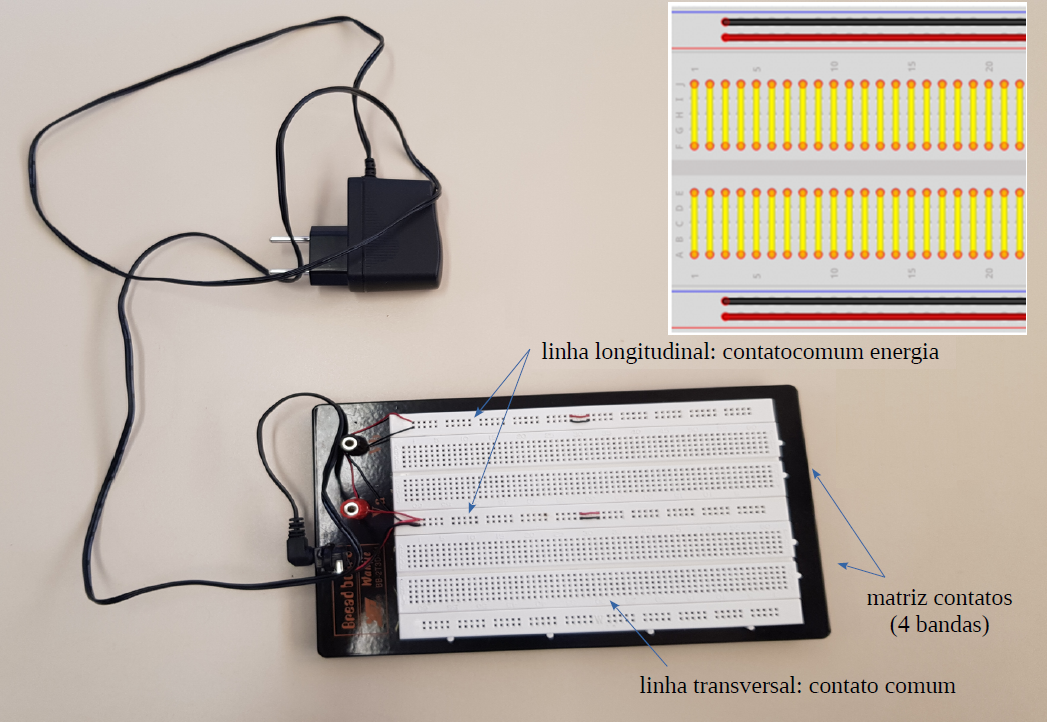 1 5 10 15 20
J
I
H
G
F
E
D
C
B
A
1 5 10 15 20
linha longitudinal: contatocomum energia
matriz contatos
(4 bandas)
linha transversal: contato comum